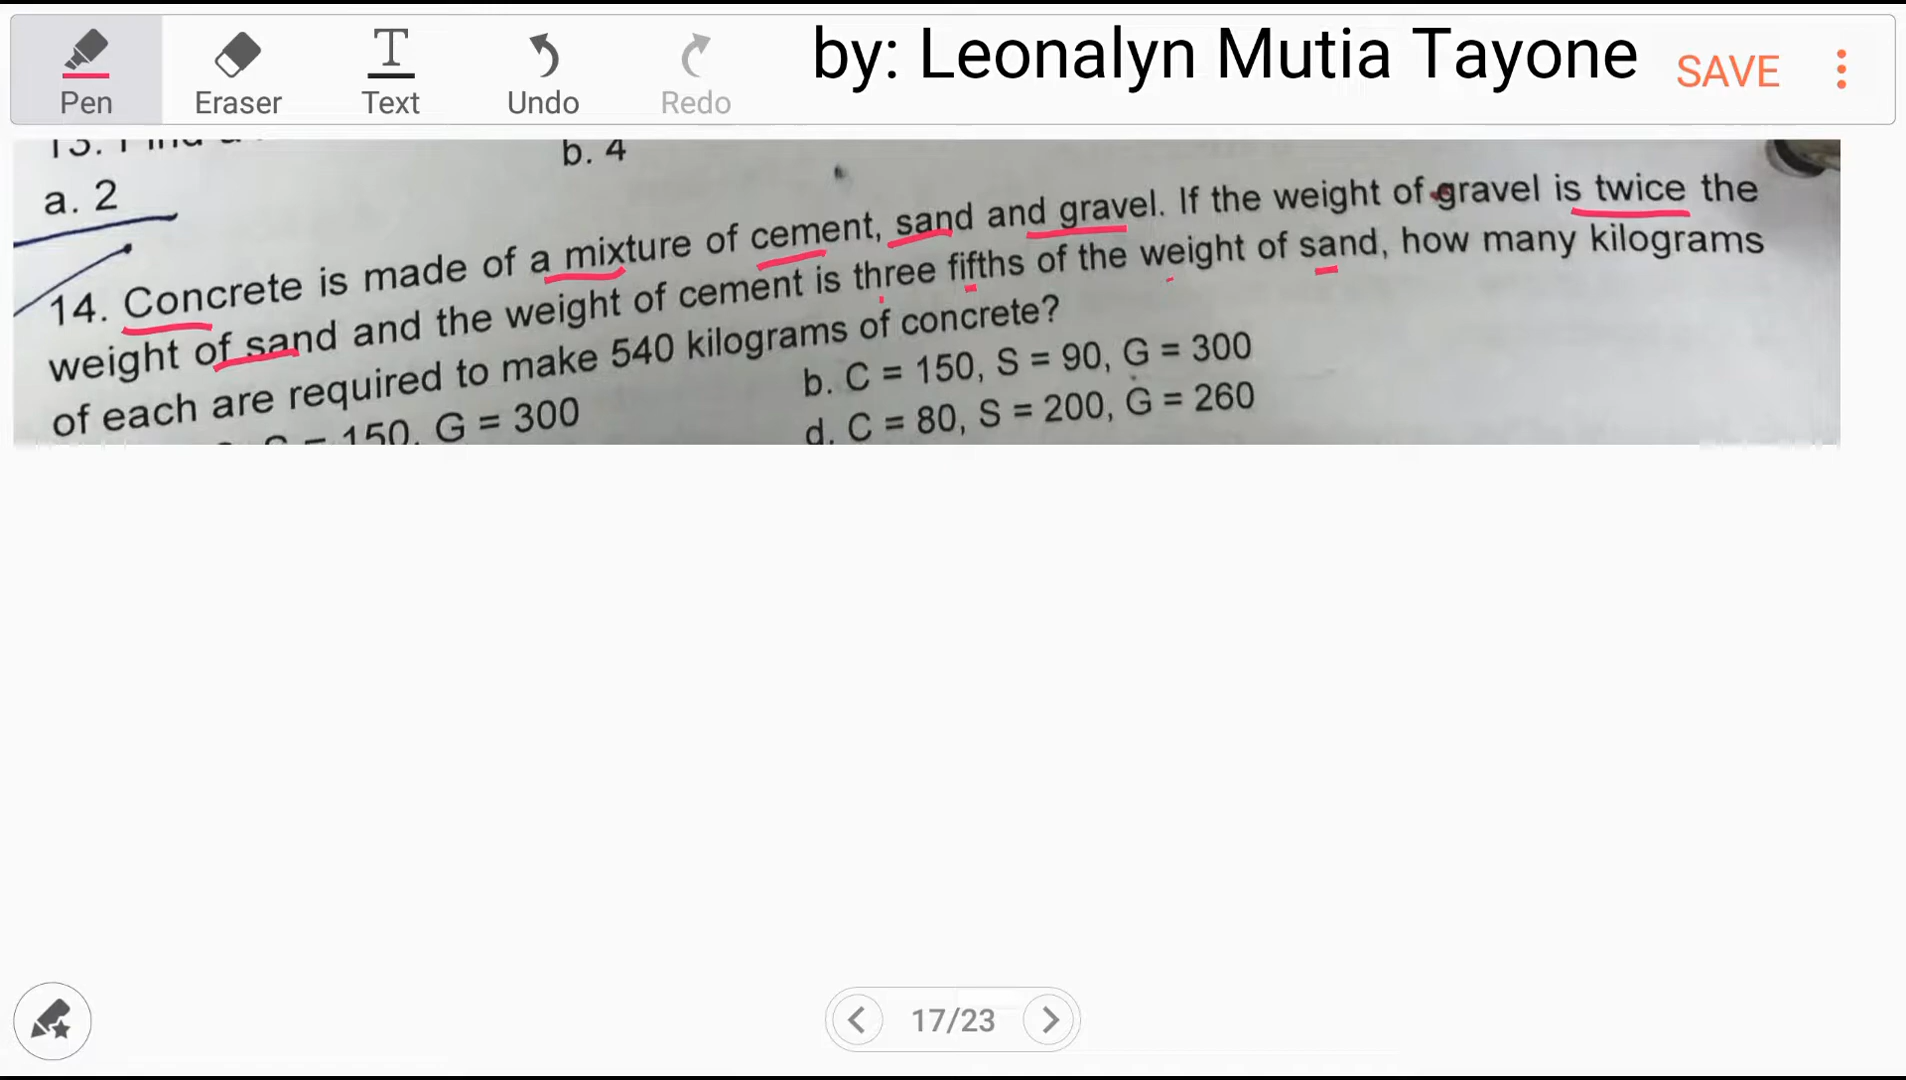 by: Leonalyn Mutia Tayone
SAVE
Pen
Eraser
Text
Undo
Redo
b. 4
a. 2
14. Concrete is made of a mixture of cement, sand and gravel. If the weight of gravel is twice the
weight of sand and the weight of cement is three fifths of the weight of sand, how many kilograms
of each are required to make 540 kilograms of concrete?
150, G = 300
b. C = 150, S = 90, G = 300
d. C = 80, S = 200, G = 260
17/23